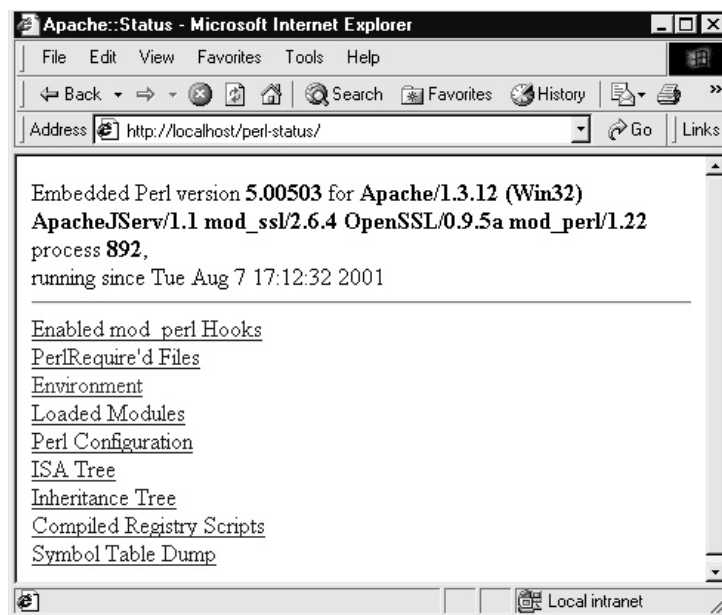 Apache::Status - Microsoft Internet Explorer
File Edit View Favorites Tools Help
Back Search Favorites History »
Address http://localhost/perl-status/ Go Links
Embedded Perl version 5.00503 for Apache/1.3.12 (Win32)
ApacheJServ/1.1 mod_ssl/2.6.4 OpenSSL/0.9.5a mod_perl/1.22
process 892,
running since Tue Aug 7 17:12:32 2001
Enabled mod_perl Hooks
PerlRequire'd Files
Environment
Loaded Modules
Perl Configuration
ISA Tree
Inheritance Tree
Compiled Registry Scripts
Symbol Table Dump
Local intranet